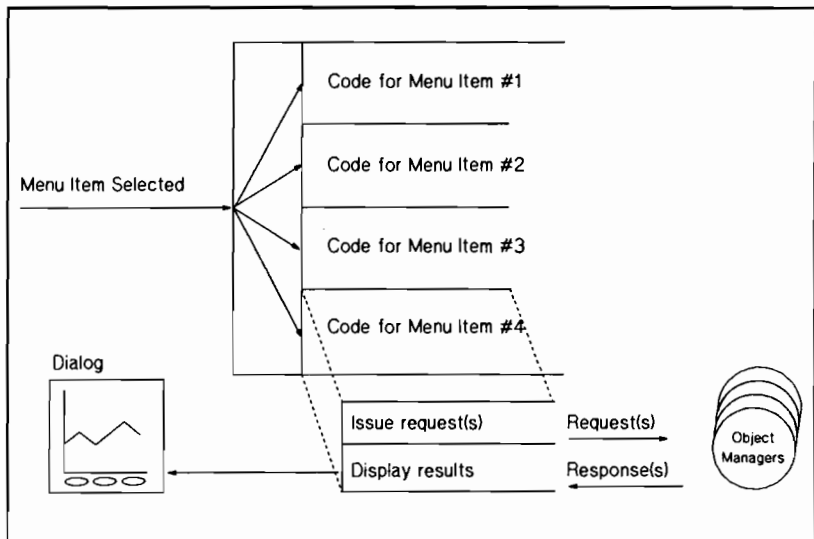 Code for Menu Item #1
Code for Menu Item #2
Menu Item Selected
Code for Menu Item #3
Code for Menu Item #4
Dialog
Issue request(s)
Request(s)
Object
Managers
Display results
Response(s)